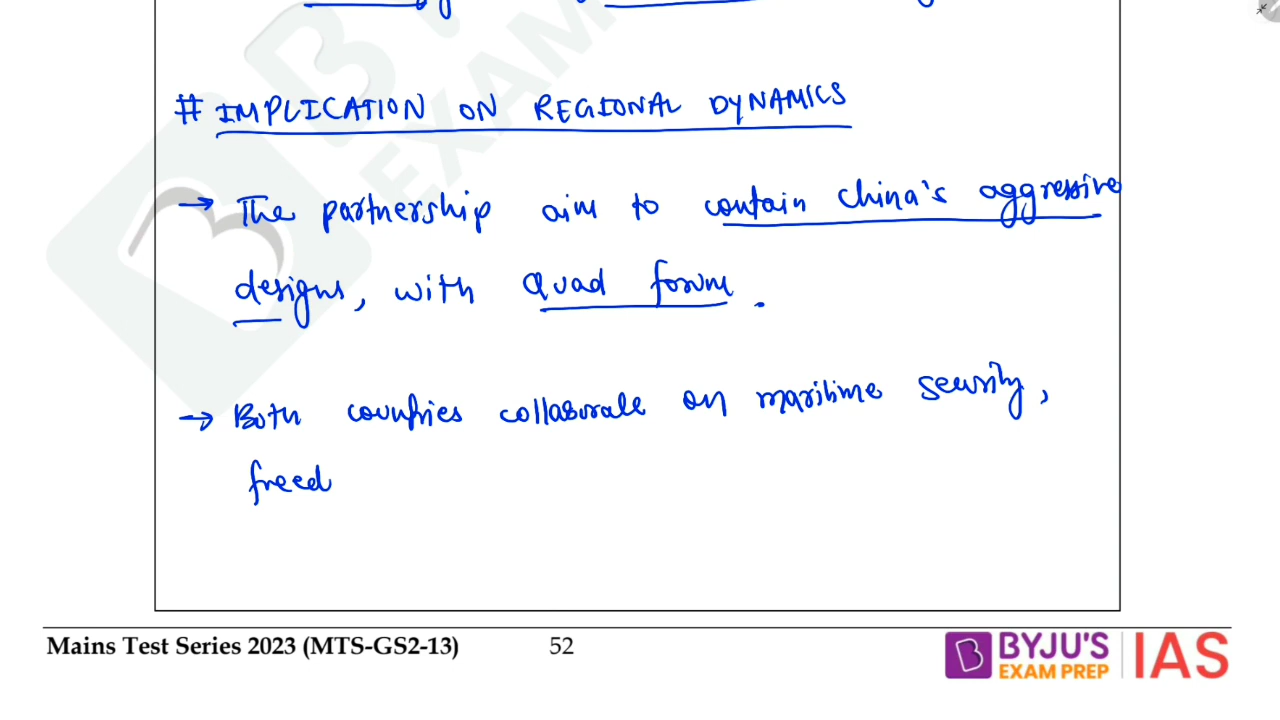 # IMPLICATION ON REGIONAL DYNAMICS
→ The partnership aim to contain China's aggressive
designs, with Quad forum.
→ Both countries collaborate on maritime security,
freed
Mains Test Series 2023 (MTS-GS2-13) 52
BYJU'S
EXAM PREP
IAS